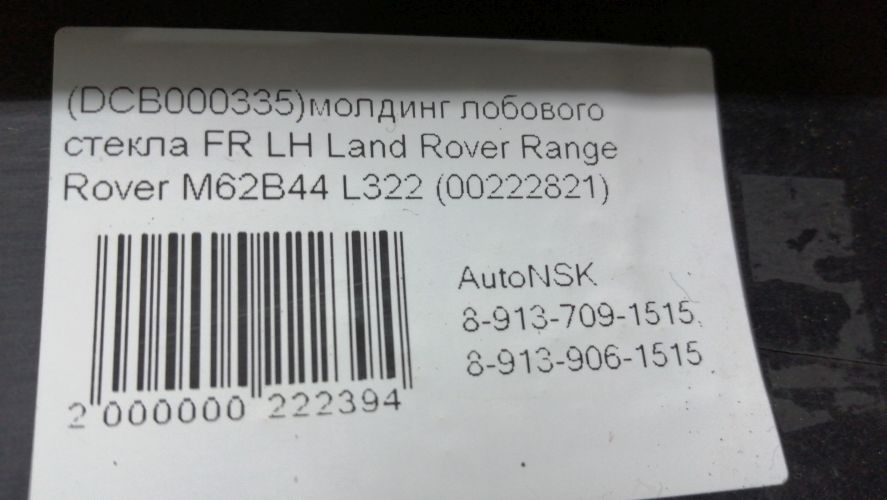 (DCB000335)молдинг лобового
стекла FR LH Land Rover Range
Rover M62B44 L322 (00222821)
AutoNSK
8-913-709-1515,
8-913-906-1515
2 000000 222394